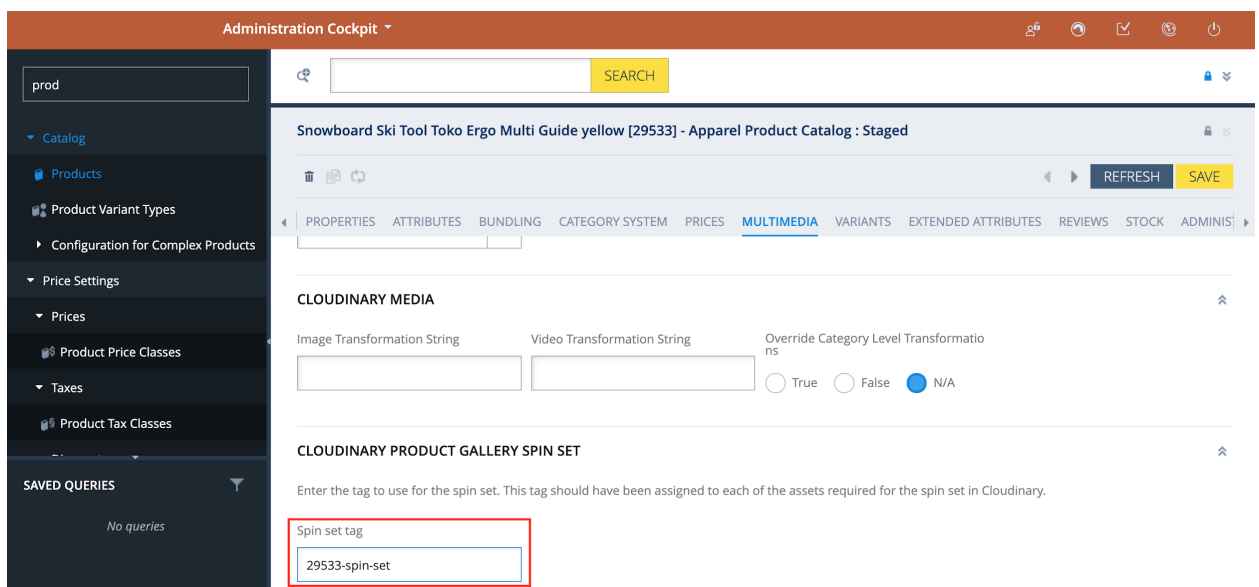 Administration Cockpit
prod
SEARCH
Catalog
Products
Product Variant Types
Configuration for Complex Products
Price Settings
Prices
Product Price Classes
Taxes
Product Tax Classes
SAVED QUERIES
No queries
Snowboard Ski Tool Toko Ergo Multi Guide yellow [29533] - Apparel Product Catalog : Staged
REFRESH
SAVE
PROPERTIES ATTRIBUTES BUNDLING CATEGORY SYSTEM PRICES MULTIMEDIA VARIANTS EXTENDED ATTRIBUTES REVIEWS STOCK ADMINIS
CLOUDINARY MEDIA
Image Transformation String
Video Transformation String
Override Category Level Transformatio
ns
True False N/A
CLOUDINARY PRODUCT GALLERY SPIN SET
Enter the tag to use for the spin set. This tag should have been assigned to each of the assets required for the spin set in Cloudinary.
Spin set tag
29533-spin-set